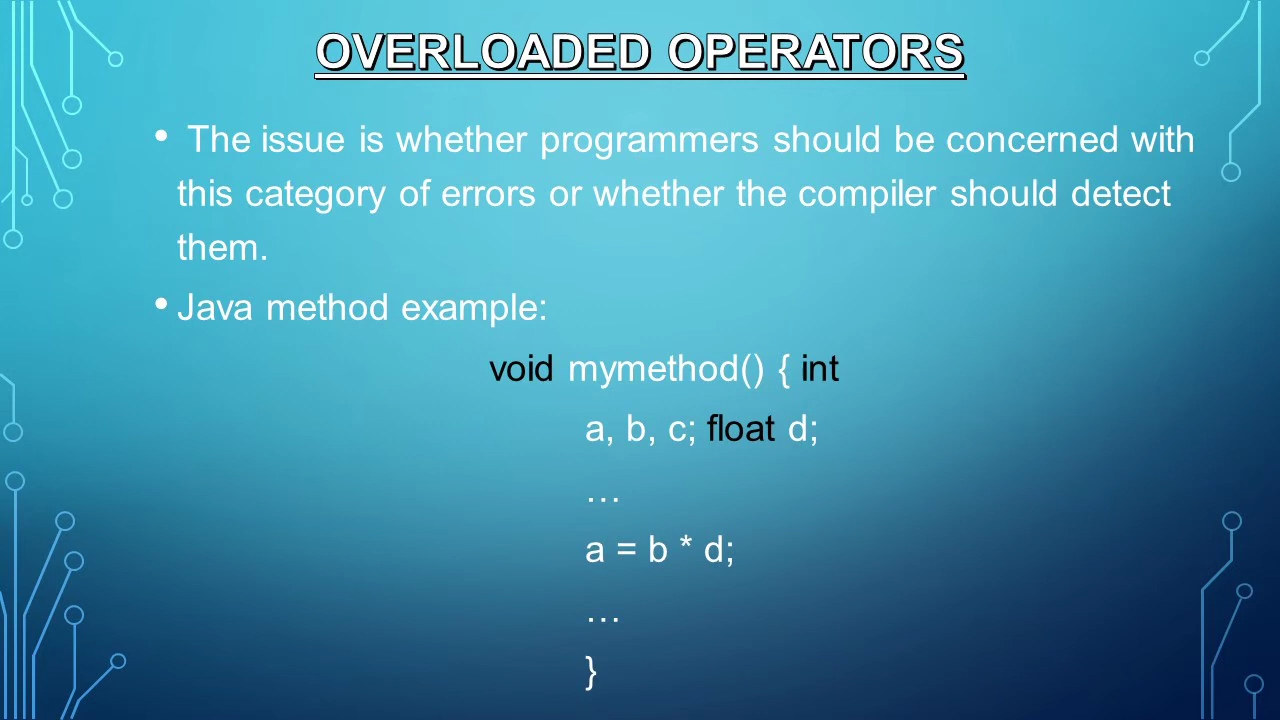 OVERLOADED OPERATORS
• The issue is whether programmers should be concerned with
this category of errors or whether the compiler should detect
them.
• Java method example:
void mymethod() { int
a, b, c; float d;
…
a = b * d;
…
}